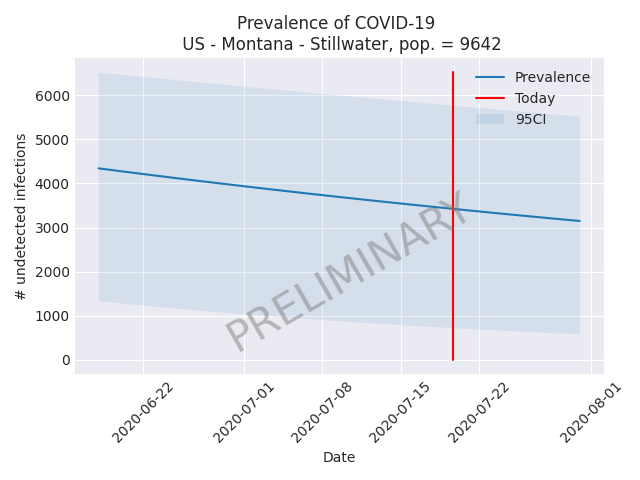 Prevalence of COVID-19
US - Montana - Stillwater, pop. = 9642
Prevalence
Today
95CI
6000
5000
4000
3000
2000
1000
0
# undetected infections
PRELIMINARY
2020-06-22
2020-07-01
2020-07-08
2020-07-15
2020-07-22
2020-08-01
Date